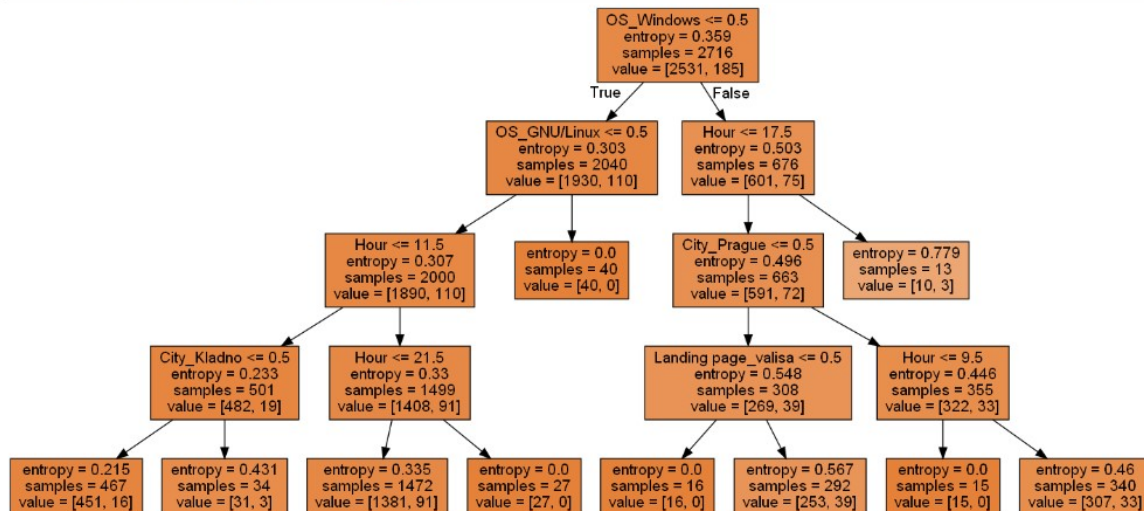 OS_Windows <= 0.5
entropy = 0.359
samples = 2716
value = [2531, 185]
True
False
OS_GNU/Linux <= 0.5
entropy = 0.303
samples = 2040
value = [1930, 110]
Hour <= 17.5
entropy = 0.503
samples = 676
value = [601, 75]
Hour <= 11.5
entropy = 0.307
samples = 2000
value = [1890, 110]
entropy = 0.0
samples = 40
value = [40, 0]
City_Prague <= 0.5
entropy = 0.496
samples = 663
value = [591, 72]
entropy = 0.779
samples = 13
value = [10, 3]
City_Kladno <= 0.5
entropy = 0.233
samples = 501
value = [482, 19]
Hour <= 21.5
entropy = 0.33
samples = 1499
value = [1408, 91]
Landing page_valisa <= 0.5
entropy = 0.548
samples = 308
value = [269, 39]
Hour <= 9.5
entropy = 0.446
samples = 355
value = [322, 33]
entropy = 0.215
samples = 467
value = [451, 16]
entropy = 0.431
samples = 34
value = [31, 3]
entropy = 0.335
samples = 1472
value = [1381, 91]
entropy = 0.0
samples = 27
value = [27, 0]
entropy = 0.0
samples = 16
value = [16, 0]
entropy = 0.567
samples = 292
value = [253, 39]
entropy = 0.0
samples = 15
value = [15, 0]
entropy = 0.46
samples = 340
value = [307, 33]